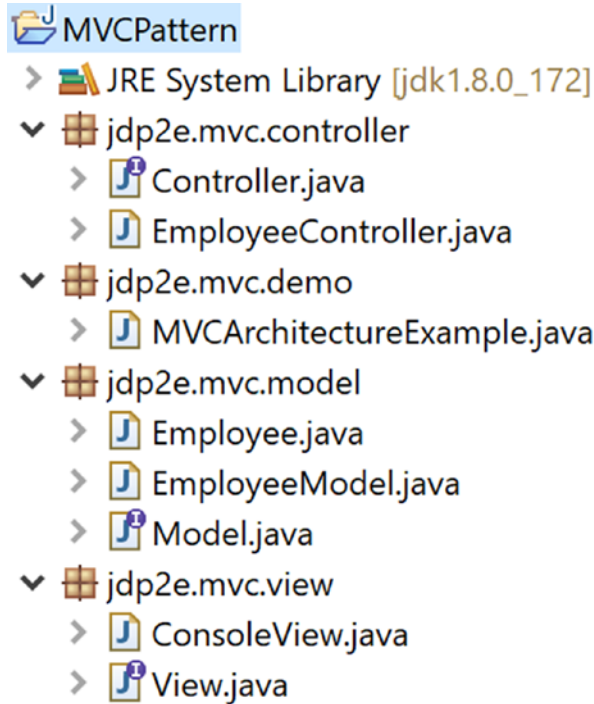 MVCPattern
JRE System Library [jdk1.8.0_172]
jdp2e.mvc.controller
Controller.java
EmployeeController.java
jdp2e.mvc.demo
MVCArchitectureExample.java
jdp2e.mvc.model
Employee.java
EmployeeModel.java
Model.java
jdp2e.mvc.view
ConsoleView.java
View.java